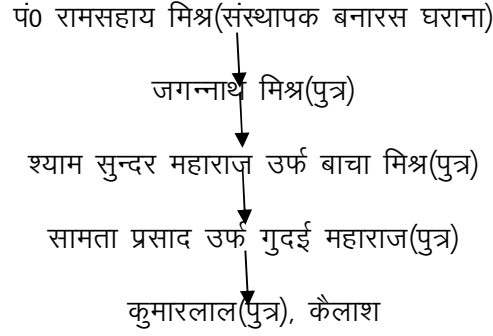 पं0 रामसहाय मिश्र(संस्थापक बनारस घराना)
जगन्नाथ मिश्र(पुत्र)
श्याम सुन्दर महाराज उर्फ बाचा मिश्र(पुत्र)
सामता प्रसाद उर्फ गुदई महाराज(पुत्र)
कुमारलाल(पुत्र), कैलाश